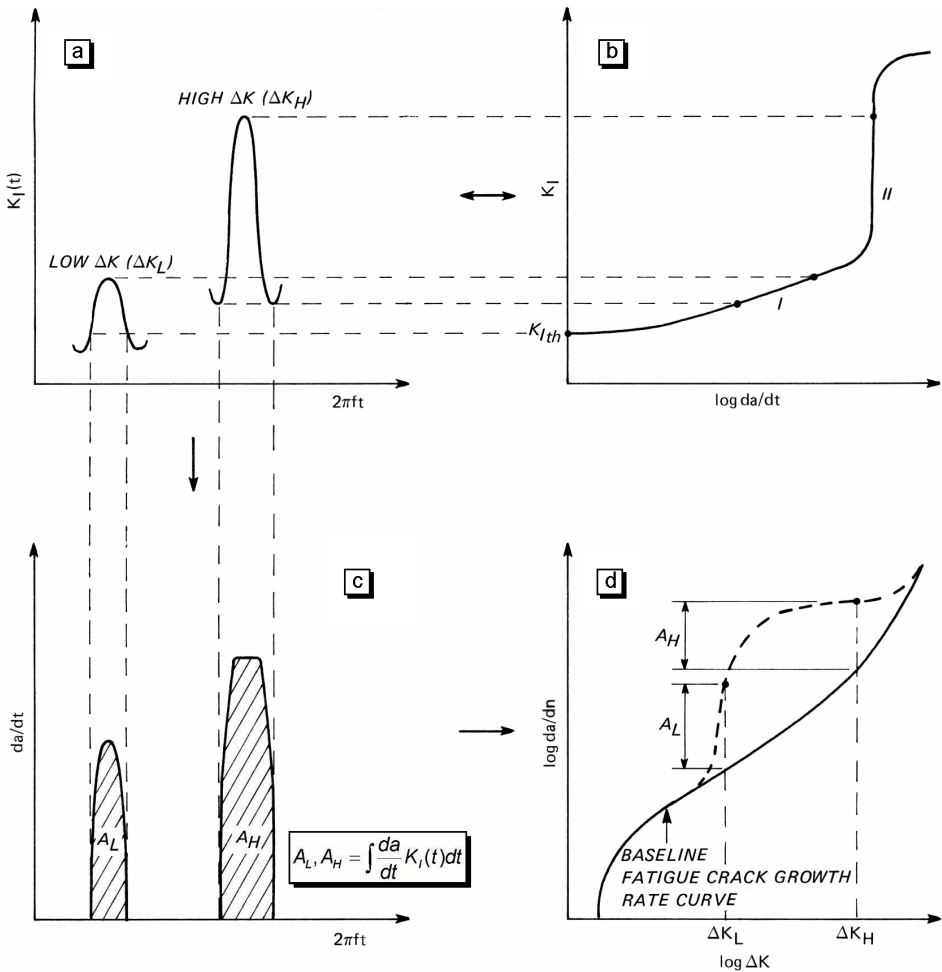 a
HIGH ΔK (ΔK_H)
LOW ΔK (ΔK_L)
K_I(t)
2πft
b
K_I
II
I
K_Ith
log da/dt
c
da/dt
A_L
A_H
A_L, A_H = ∫ da/dt K_I(t)dt
2πft
d
log da/dn
A_H
A_L
BASELINE
FATIGUE CRACK GROWTH
RATE CURVE
ΔK_L
ΔK_H
log ΔK